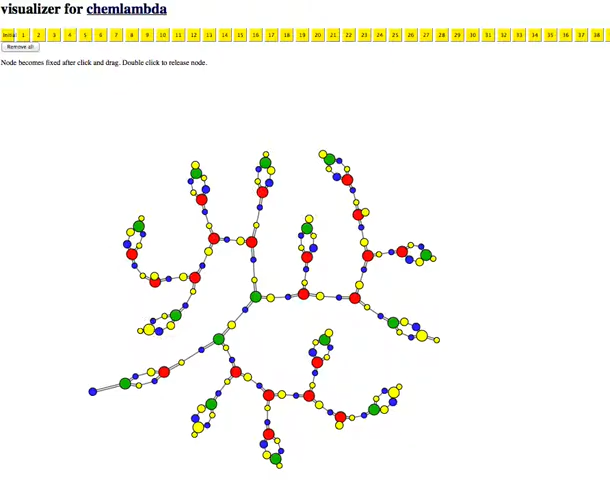 visualizer for chemlambda
Initial 1 2 3 4 5 6 7 8 9 10 11 12 13 14 15 16 17 18 19 20 21 22 23 24 25 26 27 28 29 30 31 32 33 34 35 36 37 38
Remove all
Node becomes fixed after click and drag. Double click to release node.